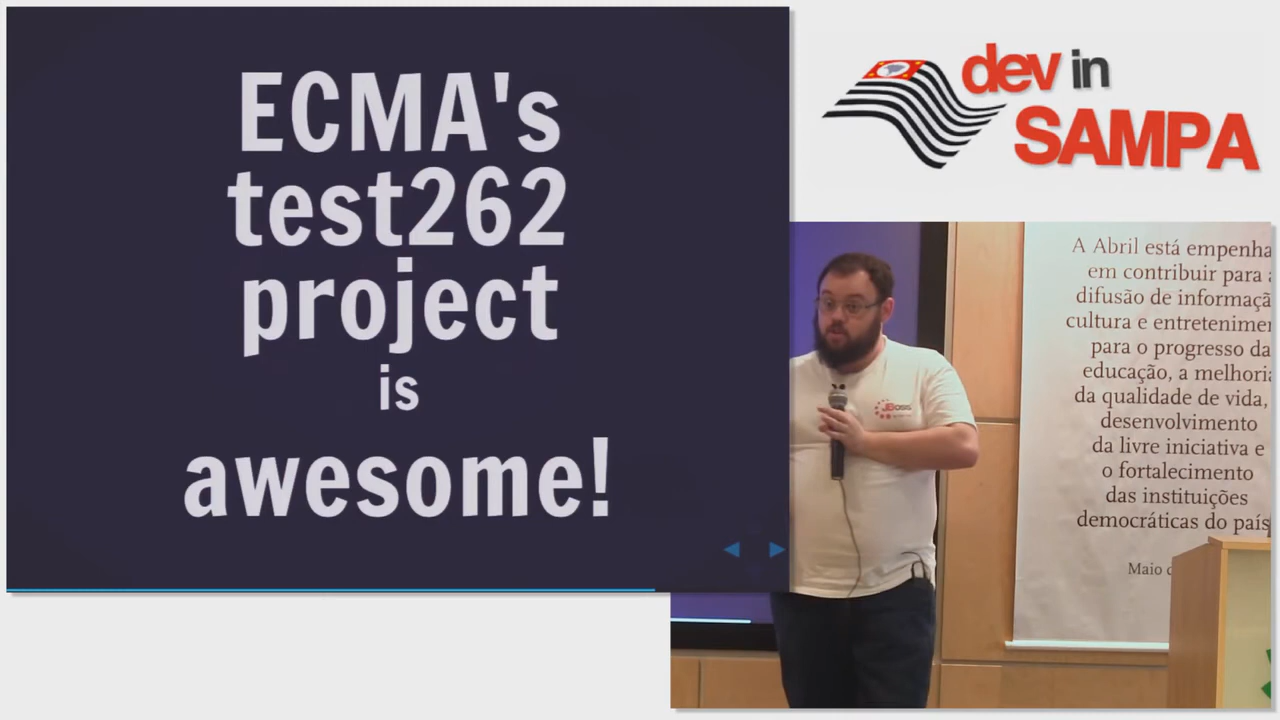 ECMA's
test262
project
is
awesome!
dev in
SAMPA
A Abril está empenha
em contribuir para
difusão de informaçã
cultura e entretenimen
para o progresso da
educação, a melhoria
da qualidade de vida,
desenvolvimento
da livre iniciativa e
o fortalecimento
das instituições
democráticas do país
Maio d
JBoss